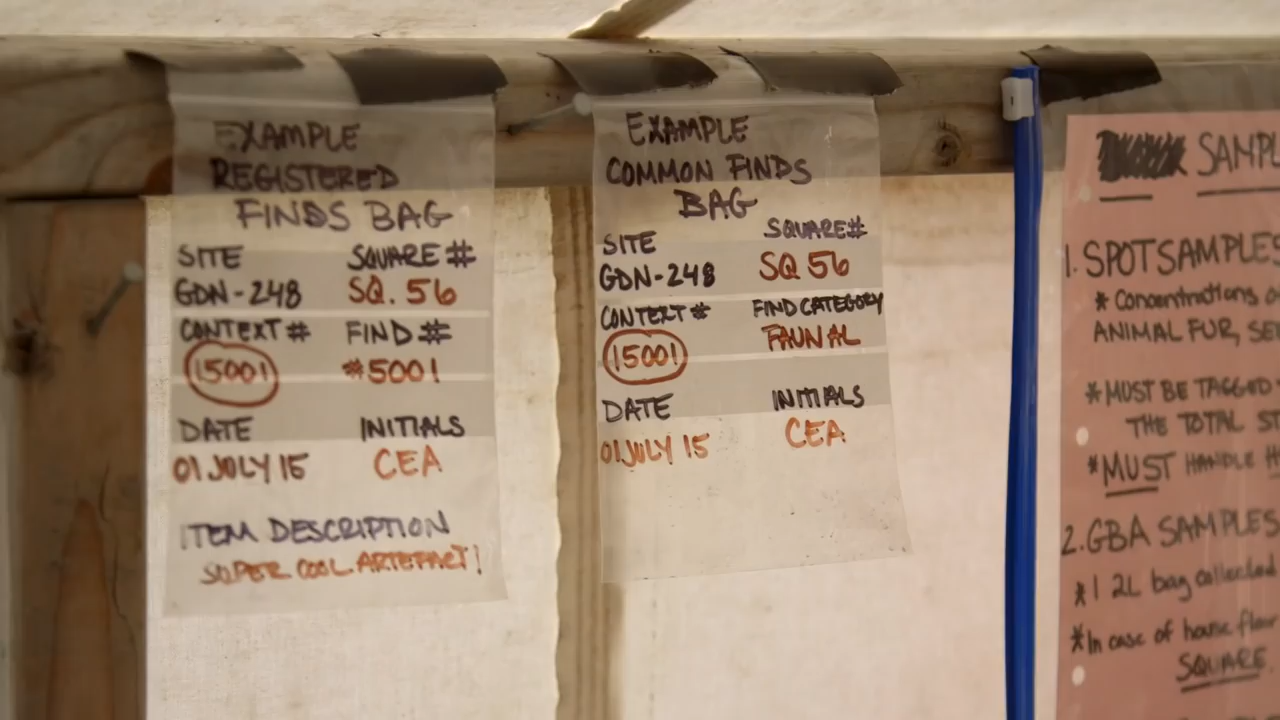 EXAMPLE
REGISTERED
FINDS BAG
SITE SQUARE #
GDN-248 SQ. 56
CONTEXT # FIND #
15001 #5001
DATE INITIALS
01 JULY 15 CEA
ITEM DESCRIPTION
SUPER COOL ARTEFACT!
EXAMPLE
COMMON FINDS
BAG
SITE SQUARE#
GDN-248 SQ 56
CONTEXT # FIND CATEGORY
15001 FAUNAL
DATE INITIALS
01 JULY 15 CEA
SAMPL
1. SPOT SAMPLES
* Concentrations o
ANIMAL FUR, SE
* MUST BE TAGGED
THE TOTAL S
* MUST HANDLE
2. GBA SAMPLES
* 1 2L bag collected
* In case of house floor
SQUARE